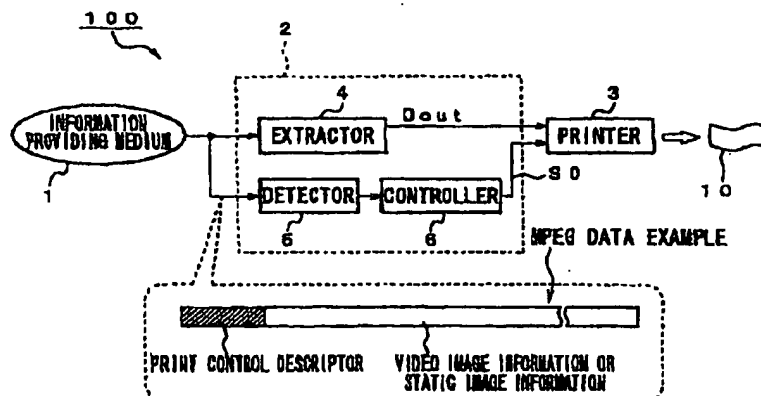 100
2
4
3
INFORMATION
PROVIDING MEDIUM
EXTRACTOR
Dout
PRINTER
1
S0
10
DETECTOR
CONTROLLER
5
6
MPEG DATA EXAMPLE
PRINT CONTROL DESCRIPTOR
VIDEO IMAGE INFORMATION OR
STATIC IMAGE INFORMATION